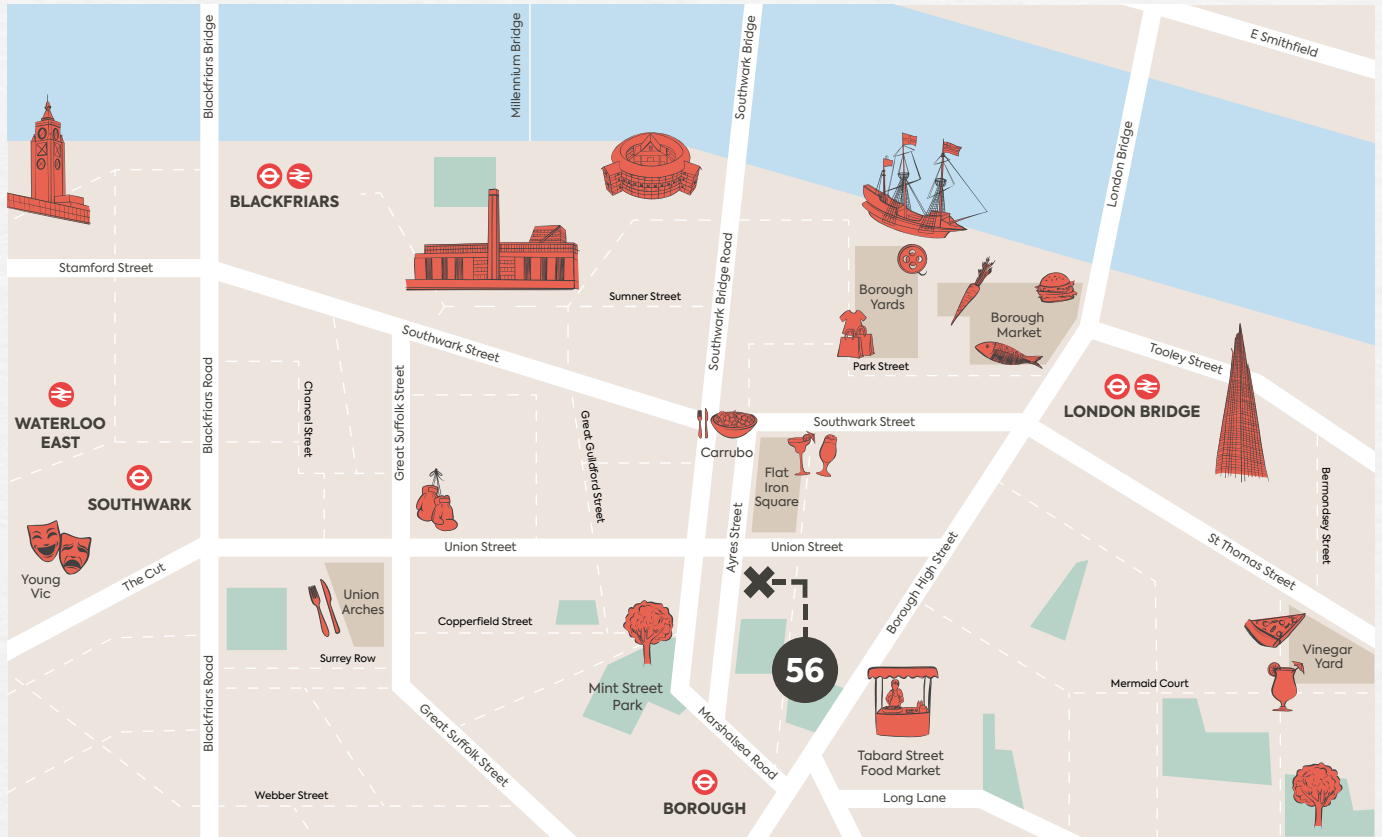 Blackfriars Bridge
Millennium Bridge
Southwark Bridge
E Smithfield
London Bridge
BLACKFRIARS
Stamford Street
Sumner Street
Southwark Bridge Road
Borough
Yards
Borough
Market
Southwark Street
Park Street
Tooley Street
Blackfriars Road
Chancel Street
Great Suffolk Street
WATERLOO
EAST
LONDON BRIDGE
Great Guildford Street
Southwark Street
Carrubo
Flat
Iron
Square
SOUTHWARK
Bermondsey Street
Young
Vic
The Cut
Union Street
Ayres Street
Union Street
Borough High Street
St Thomas Street
Union
Arches
Copperfield Street
Surrey Row
56
Vinegar
Yard
Blackfriars Road
Mint Street
Park
Mermaid Court
Great Suffolk Street
Marshalsea Road
Tabard Street
Food Market
Webber Street
BOROUGH
Long Lane